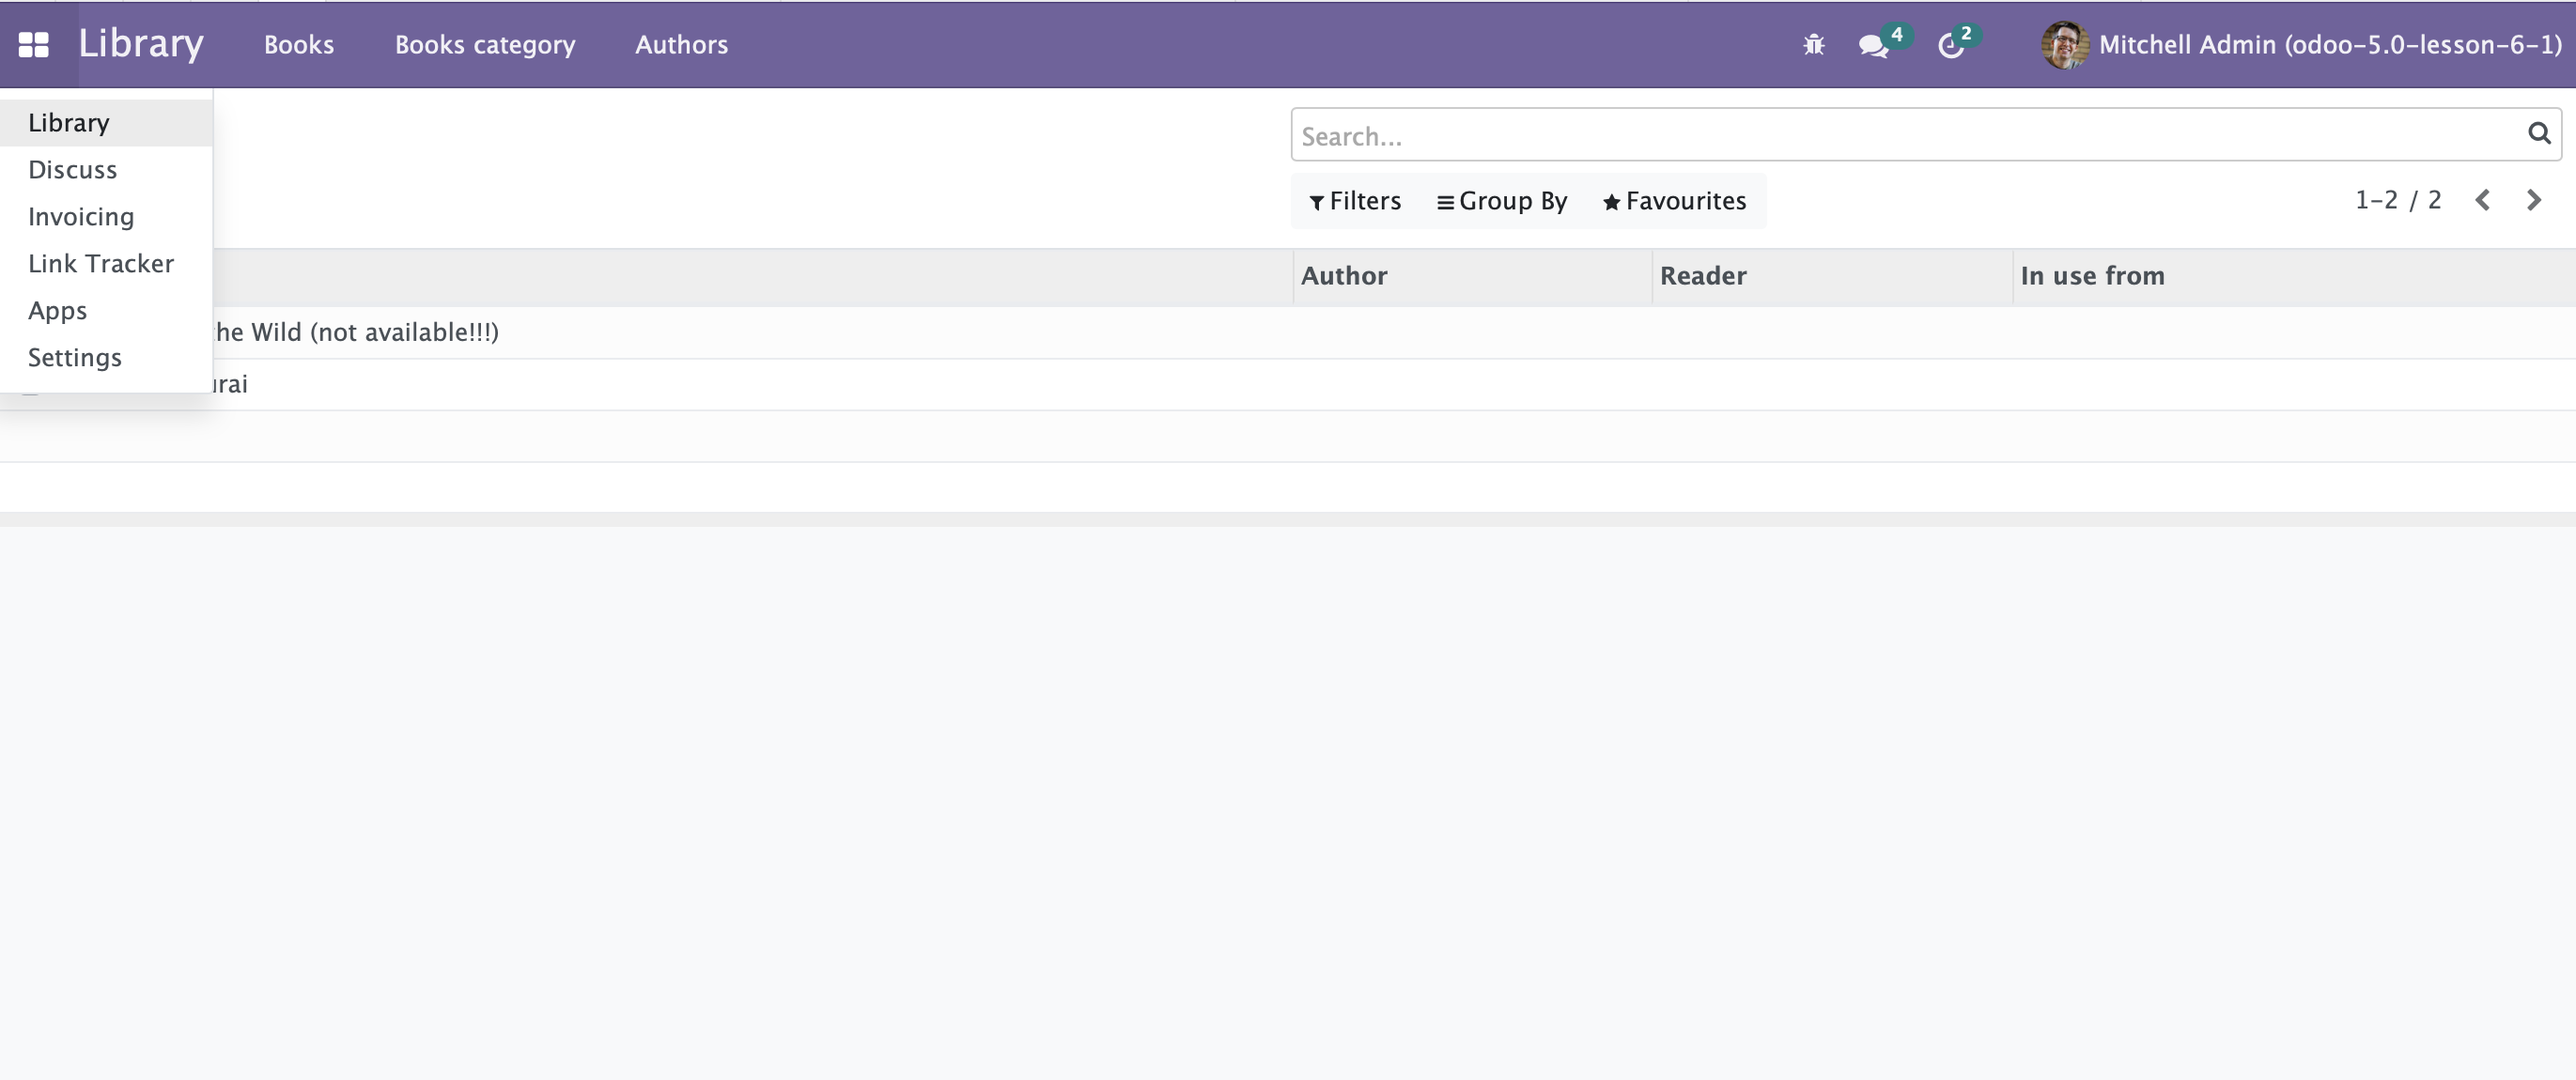 Library Books Books category Authors 4 2 Mitchell Admin (odoo-5.0-lesson-6-1)
Library
Discuss
Invoicing
Link Tracker
Apps
Settings
Search...
Filters Group By Favourites 1-2 / 2
Author Reader In use from
the Wild (not available!!!)